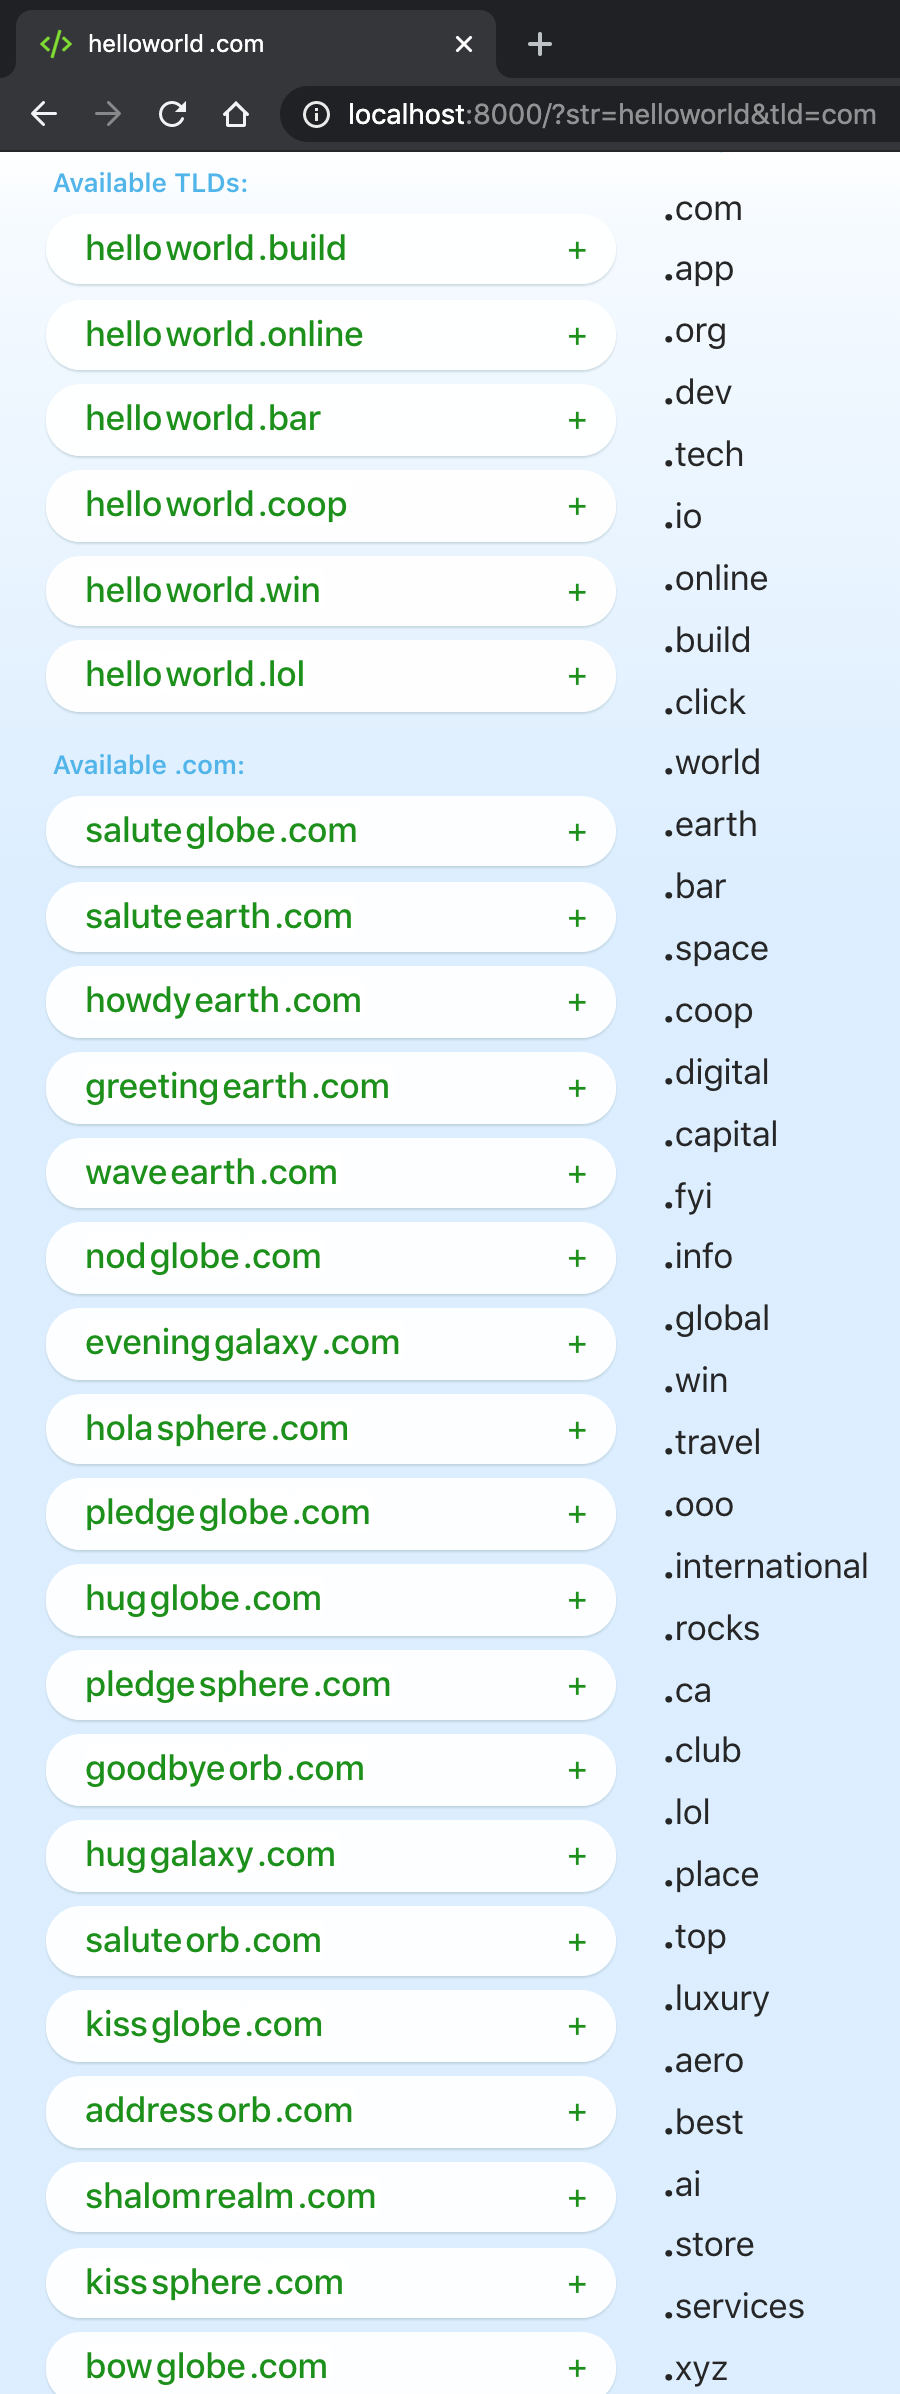 helloworld .com
localhost:8000/?str=helloworld&tld=com
Available TLDs:
helloworld.build +
helloworld.online +
helloworld.bar +
helloworld.coop +
helloworld.win +
helloworld.lol +
Available .com:
saluteglobe.com +
saluteearth.com +
howdyearth.com +
greetingearth.com +
waveearth.com +
nodglobe.com +
eveninggalaxy.com +
holasphere.com +
pledgeglobe.com +
hugglobe.com +
pledgesphere.com +
goodbyeorb.com +
huggalaxy.com +
saluteorb.com +
kissglobe.com +
addressorb.com +
shalomrealm.com +
kisssphere.com +
bowglobe.com +
.com
.app
.org
.dev
.tech
.io
.online
.build
.click
.world
.earth
.bar
.space
.coop
.digital
.capital
.fyi
.info
.global
.win
.travel
.ooo
.international
.rocks
.ca
.club
.lol
.place
.top
.luxury
.aero
.best
.ai
.store
.services
.xyz